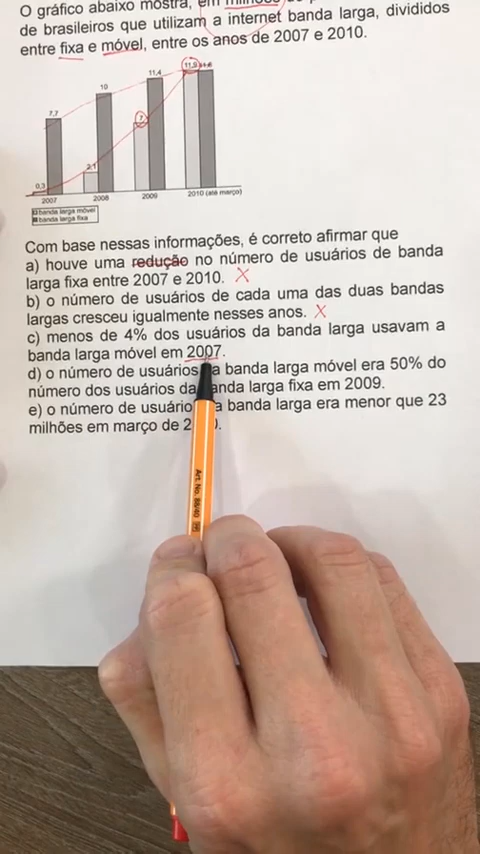 O gráfico abaixo mostra, em milhões
de brasileiros que utilizam a internet banda larga, divididos
entre fixa e móvel, entre os anos de 2007 e 2010.
0,3 7,7 2,1 10 7 11,4 11,9
2007 2008 2009 2010 (até março)
banda larga móvel
banda larga fixa
Com base nessas informações, é correto afirmar que
a) houve uma redução no número de usuários de banda
larga fixa entre 2007 e 2010. X
b) o número de usuários de cada uma das duas bandas
largas cresceu igualmente nesses anos. X
c) menos de 4% dos usuários da banda larga usavam a
banda larga móvel em 2007.
d) o número de usuários a banda larga móvel era 50% do
número dos usuários da anda larga fixa em 2009.
e) o número de usuário a banda larga era menor que 23
milhões em março de 2 0.
Art. No. 88/40